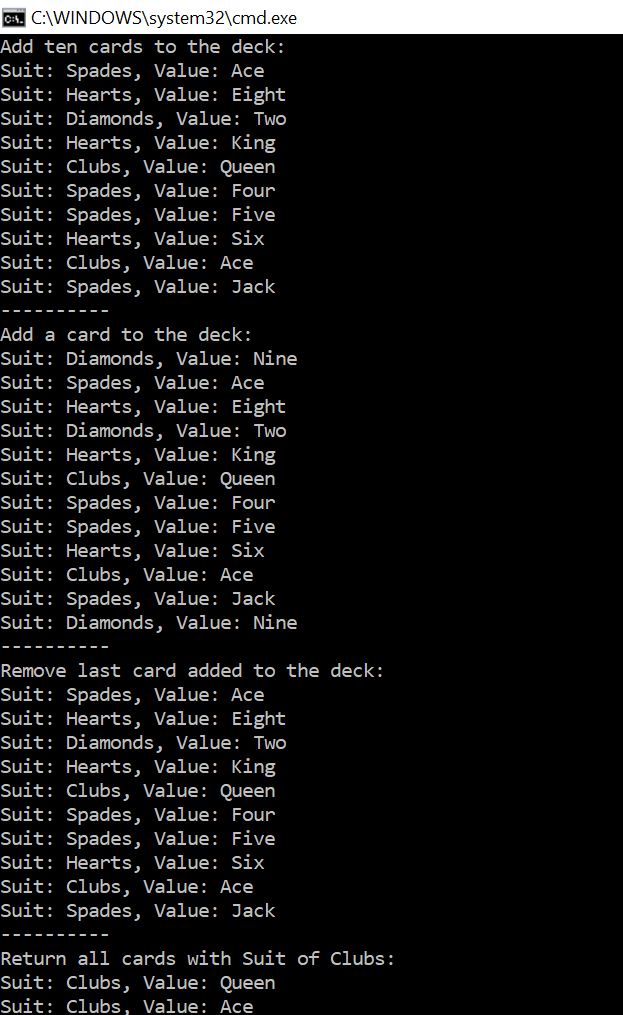 C:\WINDOWS\system32\cmd.exe
Add ten cards to the deck:
Suit: Spades, Value: Ace
Suit: Hearts, Value: Eight
Suit: Diamonds, Value: Two
Suit: Hearts, Value: King
Suit: Clubs, Value: Queen
Suit: Spades, Value: Four
Suit: Spades, Value: Five
Suit: Hearts, Value: Six
Suit: Clubs, Value: Ace
Suit: Spades, Value: Jack
----------
Add a card to the deck:
Suit: Diamonds, Value: Nine
Suit: Spades, Value: Ace
Suit: Hearts, Value: Eight
Suit: Diamonds, Value: Two
Suit: Hearts, Value: King
Suit: Clubs, Value: Queen
Suit: Spades, Value: Four
Suit: Spades, Value: Five
Suit: Hearts, Value: Six
Suit: Clubs, Value: Ace
Suit: Spades, Value: Jack
Suit: Diamonds, Value: Nine
----------
Remove last card added to the deck:
Suit: Spades, Value: Ace
Suit: Hearts, Value: Eight
Suit: Diamonds, Value: Two
Suit: Hearts, Value: King
Suit: Clubs, Value: Queen
Suit: Spades, Value: Four
Suit: Spades, Value: Five
Suit: Hearts, Value: Six
Suit: Clubs, Value: Ace
Suit: Spades, Value: Jack
----------
Return all cards with Suit of Clubs:
Suit: Clubs, Value: Queen
Suit: Clubs, Value: Ace